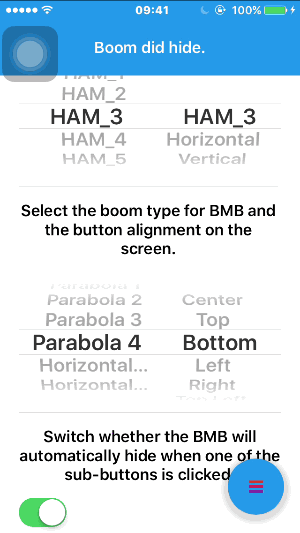 09:41
100%
Boom did hide.
HAM_1
HAM_2
HAM_3 HAM_3
HAM_4 Horizontal
HAM_5 Vertical
Select the boom type for BMB and
the button alignment on the
screen.
Parabola 1
Parabola 2 Center
Parabola 3 Top
Parabola 4 Bottom
Horizontal... Left
Horizontal... Right
Top Left
Switch whether the BMB will
automatically hide when one of the
sub-buttons is clicked